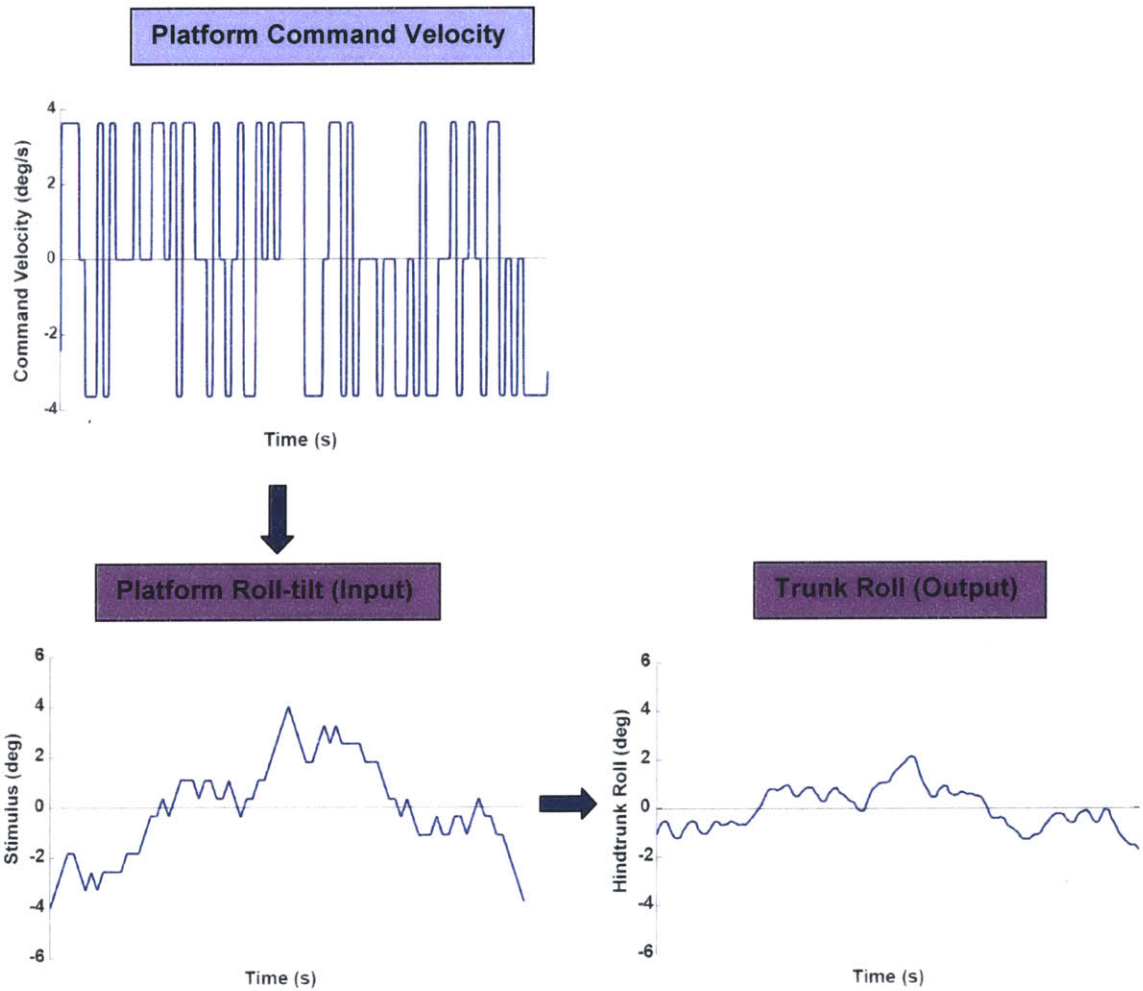 Platform Command Velocity
Command Velocity (deg/s)
4
2
0
-2
-4
Time (s)
Platform Roll-tilt (Input)
Stimulus (deg)
6
4
2
0
-2
-4
-6
Time (s)
Trunk Roll (Output)
Hindtrunk Roll (deg)
6
4
2
0
-2
-4
-6
Time (s)